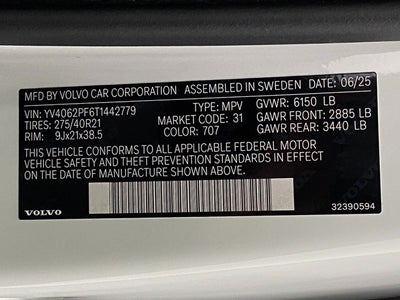 MFD BY VOLVO CAR CORPORATION ASSEMBLED IN SWEDEN DATE: 06/25
VIN: YV4062PF6T1442779 TYPE: MPV GVWR: 6150 LB
TIRES: 275/40R21 MARKET CODE: 31 GAWR FRONT: 2885 LB
RIM: 9Jx21x38.5 COLOR: 707 GAWR REAR: 3440 LB
THIS VEHICLE CONFORMS TO ALL APPLICABLE FEDERAL MOTOR
VEHICLE SAFETY AND THEFT PREVENTION STANDARDS IN EFFECT
ON THE DATE OF MANUFACTURE SHOWN ABOVE.
VOLVO 32390594